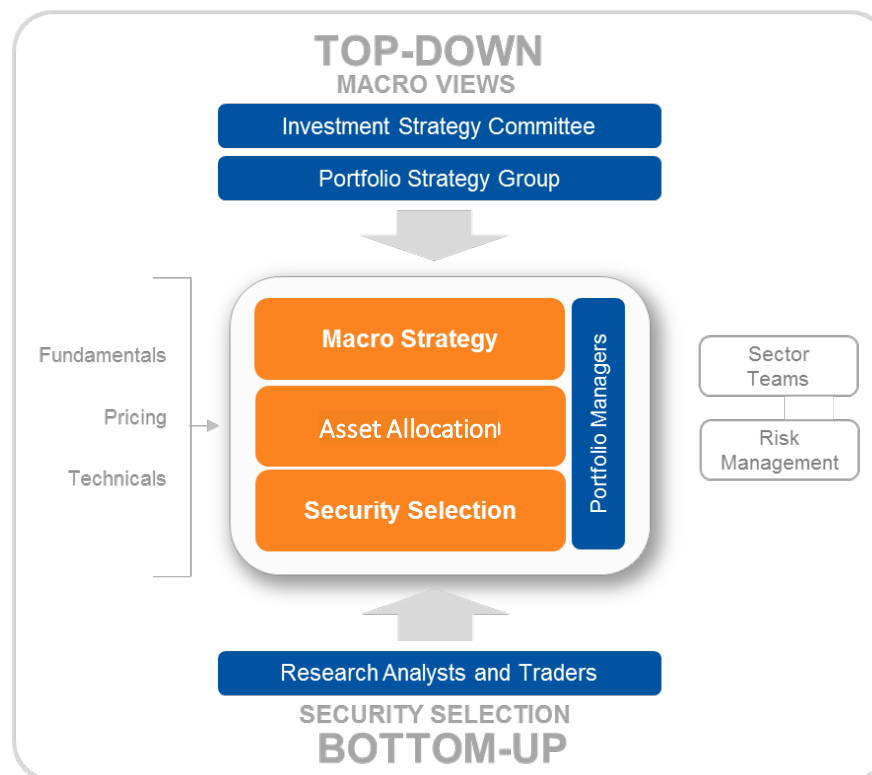 TOP-DOWN
MACRO VIEWS
Investment Strategy Committee
Portfolio Strategy Group
Fundamentals
Pricing
Technicals
Macro Strategy
Asset Allocation
Security Selection
Portfolio Managers
Sector
Teams
Risk
Management
Research Analysts and Traders
SECURITY SELECTION
BOTTOM-UP